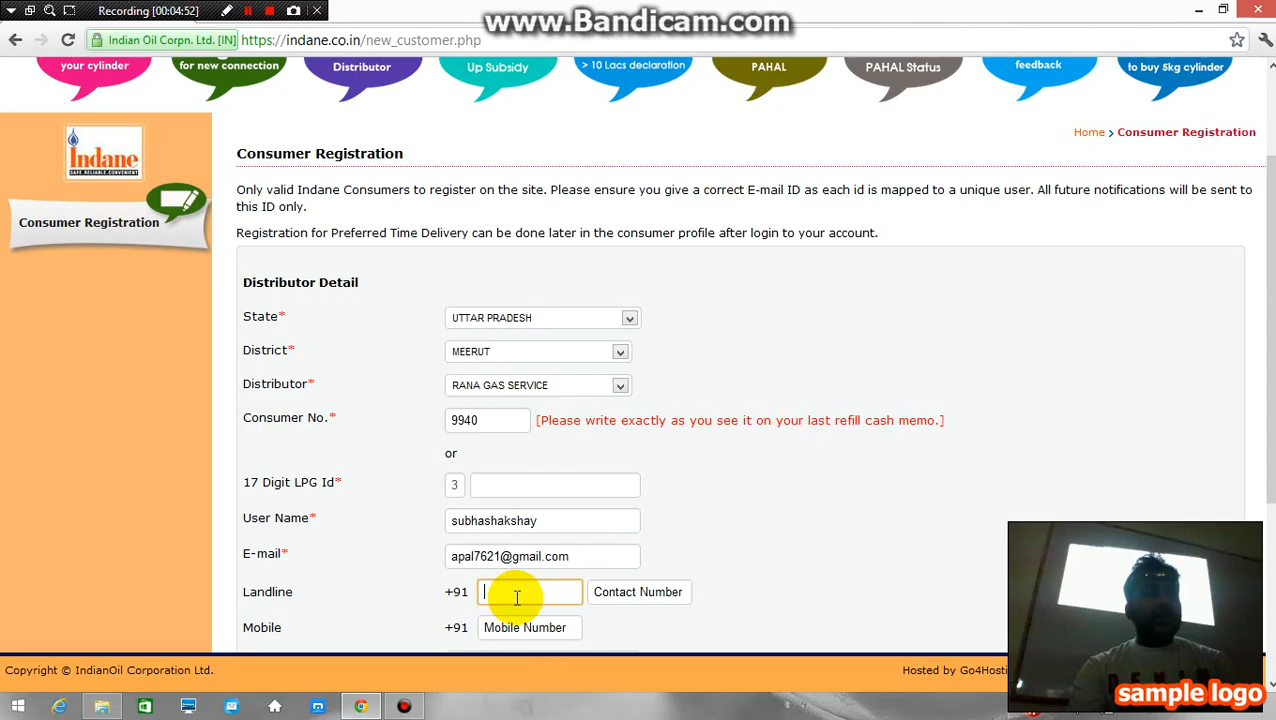 www.Bandicam.com
Recording [00:04:52]
Indian Oil Corpn. Ltd. [IN] https://indane.co.in/new_customer.php
your cylinder
for new connection
Distributor
Up Subsidy
> 10 Lacs declaration
PAHAL
PAHAL Status
feedback
to buy 5kg cylinder
Indane
SAFE.RELIABLE.CONVENIENT
Consumer Registration
Home > Consumer Registration
Consumer Registration
Only valid Indane Consumers to register on the site. Please ensure you give a correct E-mail ID as each id is mapped to a unique user. All future notifications will be sent to
this ID only.
Registration for Preferred Time Delivery can be done later in the consumer profile after login to your account.
Distributor Detail
State* UTTAR PRADESH
District* MEERUT
Distributor* RANA GAS SERVICE
Consumer No.* 9940 [Please write exactly as you see it on your last refill cash memo.]
or
17 Digit LPG Id* 3
User Name* subhashakshay
E-mail* apal7621@gmail.com
Landline +91 Contact Number
Mobile +91 Mobile Number
Copyright © IndianOil Corporation Ltd.
Hosted by Go4Hosti
sample logo